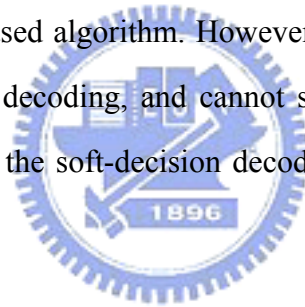 sed algorithm. However
decoding, and cannot s
the soft-decision decod
1896